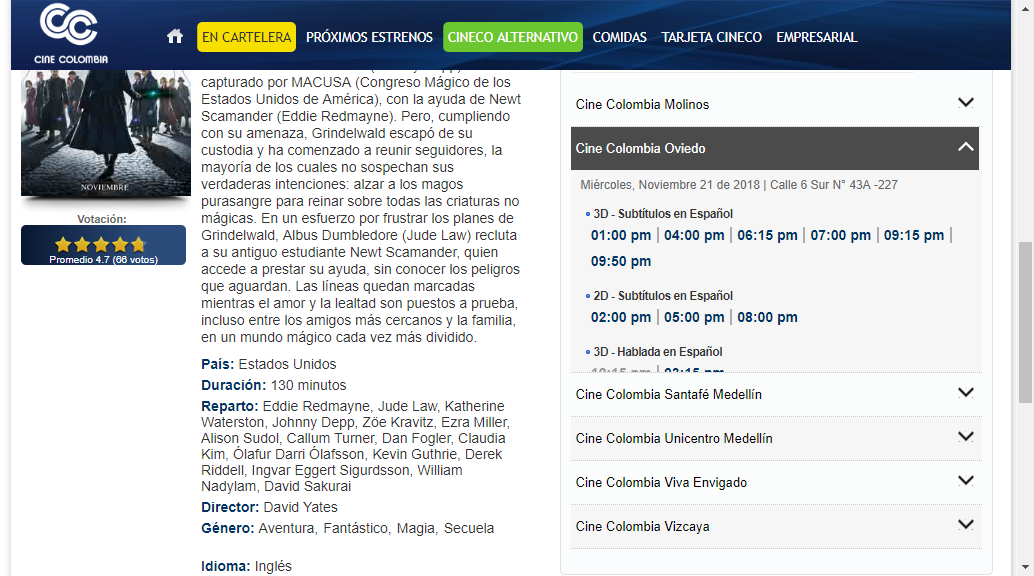 CINE COLOMBIA
EN CARTELERA
PRÓXIMOS ESTRENOS
CINECO ALTERNATIVO
COMIDAS
TARJETA CINECO
EMPRESARIAL
NOVIEMBRE
Votación:
Promedio 4.7 (66 votos)
capturado por MACUSA (Congreso Mágico de los
Estados Unidos de América), con la ayuda de Newt
Scamander (Eddie Redmayne). Pero, cumpliendo
con su amenaza, Grindelwald escapó de su
custodia y ha comenzado a reunir seguidores, la
mayoría de los cuales no sospechan sus
verdaderas intenciones: alzar a los magos
purasangre para reinar sobre todas las criaturas no
mágicas. En un esfuerzo por frustrar los planes de
Grindelwald, Albus Dumbledore (Jude Law) recluta
a su antiguo estudiante Newt Scamander, quien
accede a prestar su ayuda, sin conocer los peligros
que aguardan. Las líneas quedan marcadas
mientras el amor y la lealtad son puestos a prueba,
incluso entre los amigos más cercanos y la familia,
en un mundo mágico cada vez más dividido.
País: Estados Unidos
Duración: 130 minutos
Reparto: Eddie Redmayne, Jude Law, Katherine
Waterston, Johnny Depp, Zöe Kravitz, Ezra Miller,
Alison Sudol, Callum Turner, Dan Fogler, Claudia
Kim, Ólafur Darri Ólafsson, Kevin Guthrie, Derek
Riddell, Ingvar Eggert Sigurdsson, William
Nadylam, David Sakurai
Director: David Yates
Género: Aventura, Fantástico, Magia, Secuela
Idioma: Inglés
Cine Colombia Molinos
Cine Colombia Oviedo
Miércoles, Noviembre 21 de 2018 | Calle 6 Sur N° 43A -227
3D - Subtítulos en Español
01:00 pm | 04:00 pm | 06:15 pm | 07:00 pm | 09:15 pm |
09:50 pm
2D - Subtítulos en Español
02:00 pm | 05:00 pm | 08:00 pm
3D - Hablada en Español
12:15 pm | 03:15 pm
Cine Colombia Santafé Medellín
Cine Colombia Unicentro Medellín
Cine Colombia Viva Envigado
Cine Colombia Vizcaya